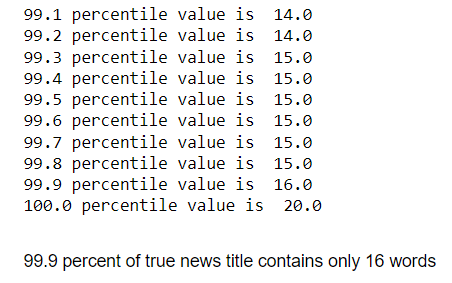 99.1 percentile value is  14.0
99.2 percentile value is  14.0
99.3 percentile value is  15.0
99.4 percentile value is  15.0
99.5 percentile value is  15.0
99.6 percentile value is  15.0
99.7 percentile value is  15.0
99.8 percentile value is  15.0
99.9 percentile value is  16.0
100.0 percentile value is  20.0
99.9 percent of true news title contains only 16 words